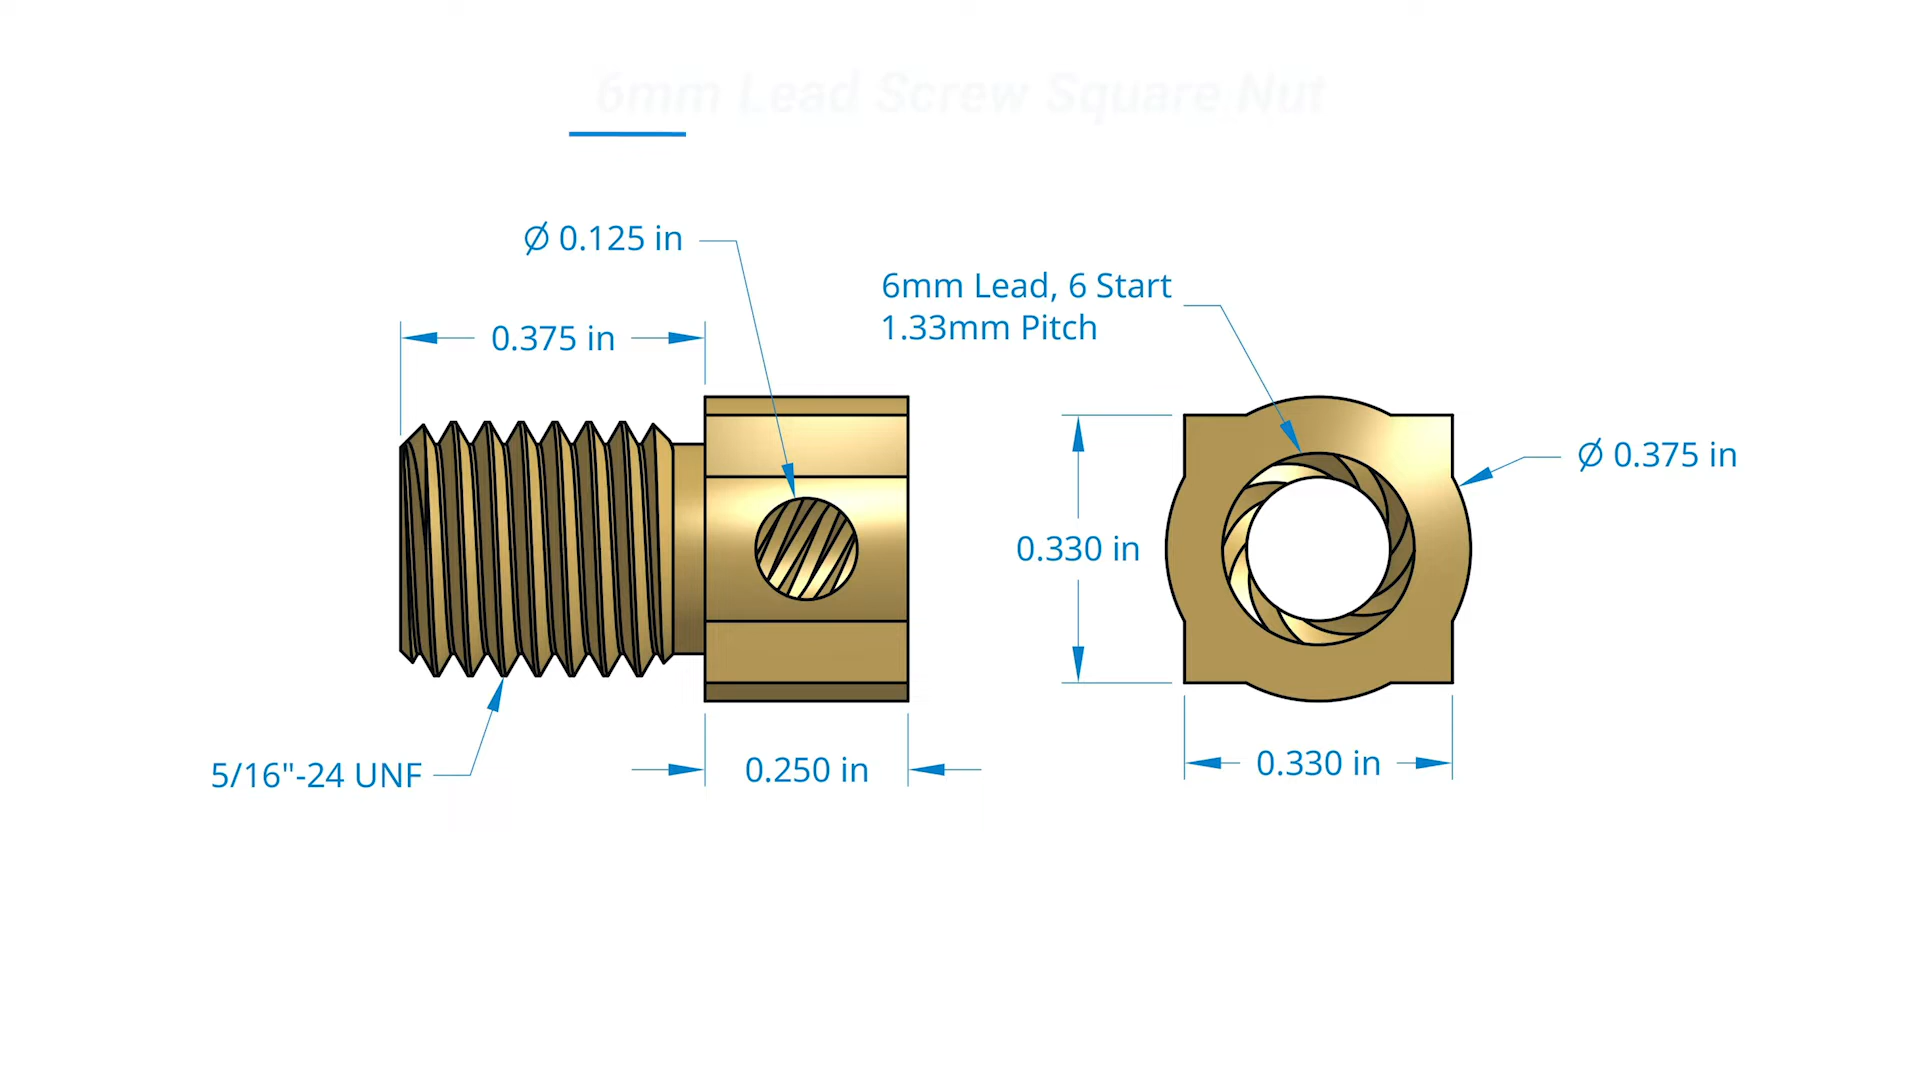 6mm Lead Screw Square Nut
Ø 0.125 in
6mm Lead, 6 Start
1.33mm Pitch
0.375 in
Ø 0.375 in
0.330 in
5/16"-24 UNF
0.250 in
0.330 in